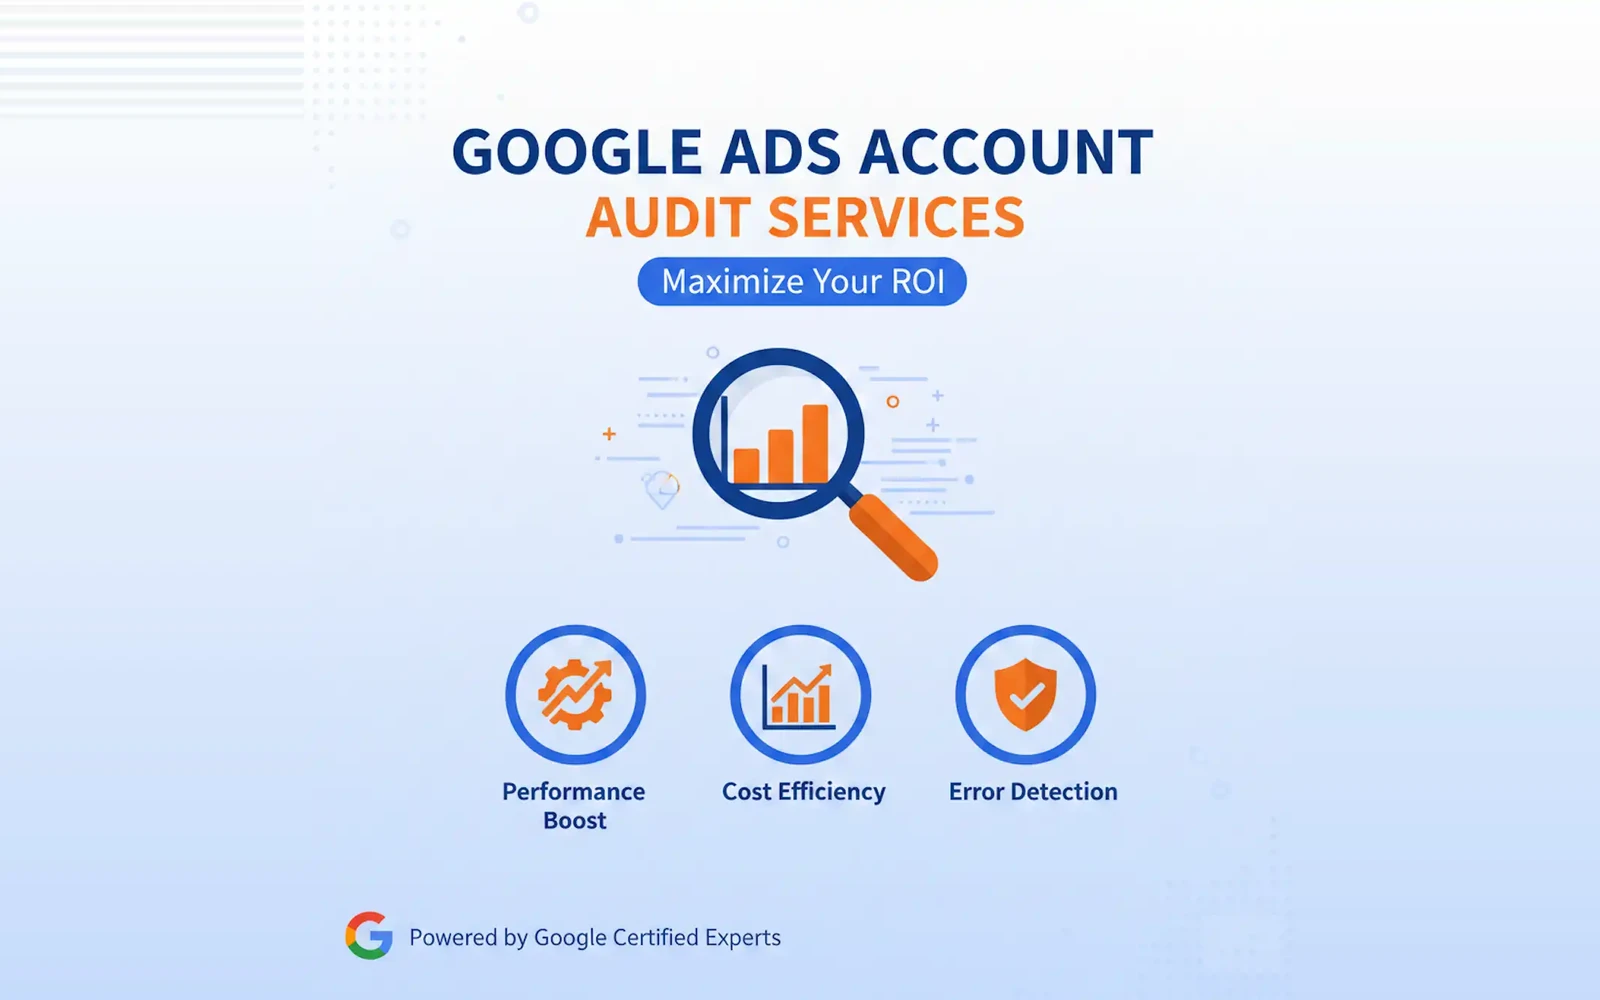 GOOGLE ADS ACCOUNT
AUDIT SERVICES
Maximize Your ROI
Performance
Boost
Cost Efficiency
Error Detection
Powered by Google Certified Experts